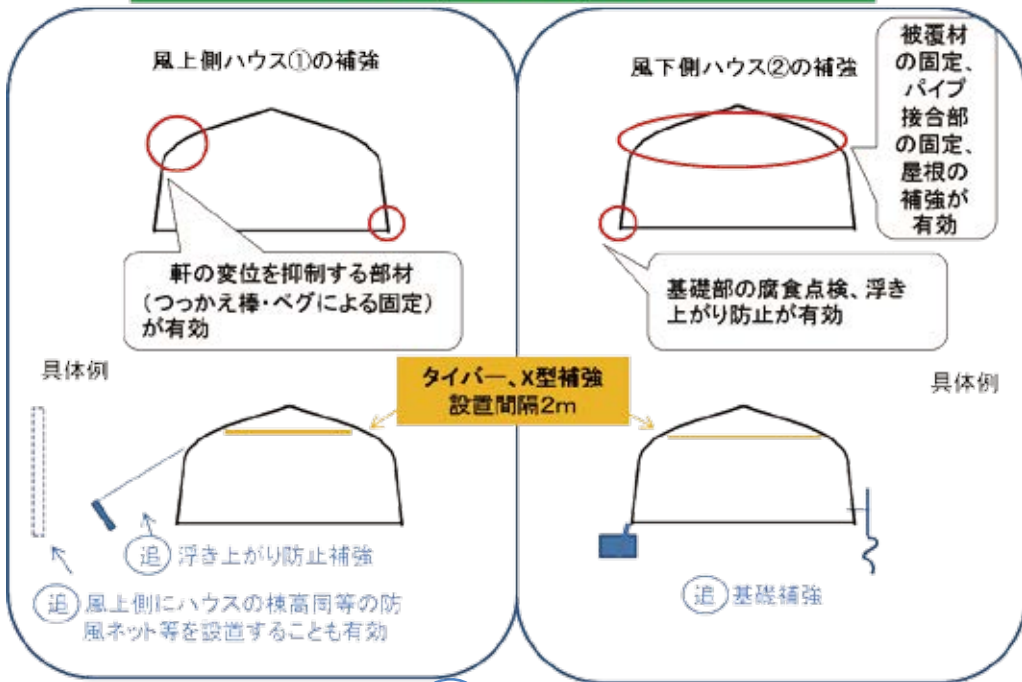 風上側ハウス①の補強
軒の変位を抑制する部材
(つっかえ棒・ペグによる固定)
が有効
具体例
追 浮き上がり防止補強
追 風上側にハウスの棟高同等の防
風ネット等を設置することも有効
タイバー、X型補強
設置間隔2m
風下側ハウス②の補強
被覆材
の固定、
パイプ
接合部
の固定、
屋根の
補強が
有効
基礎部の腐食点検、浮き
上がり防止が有効
具体例
追 基礎補強